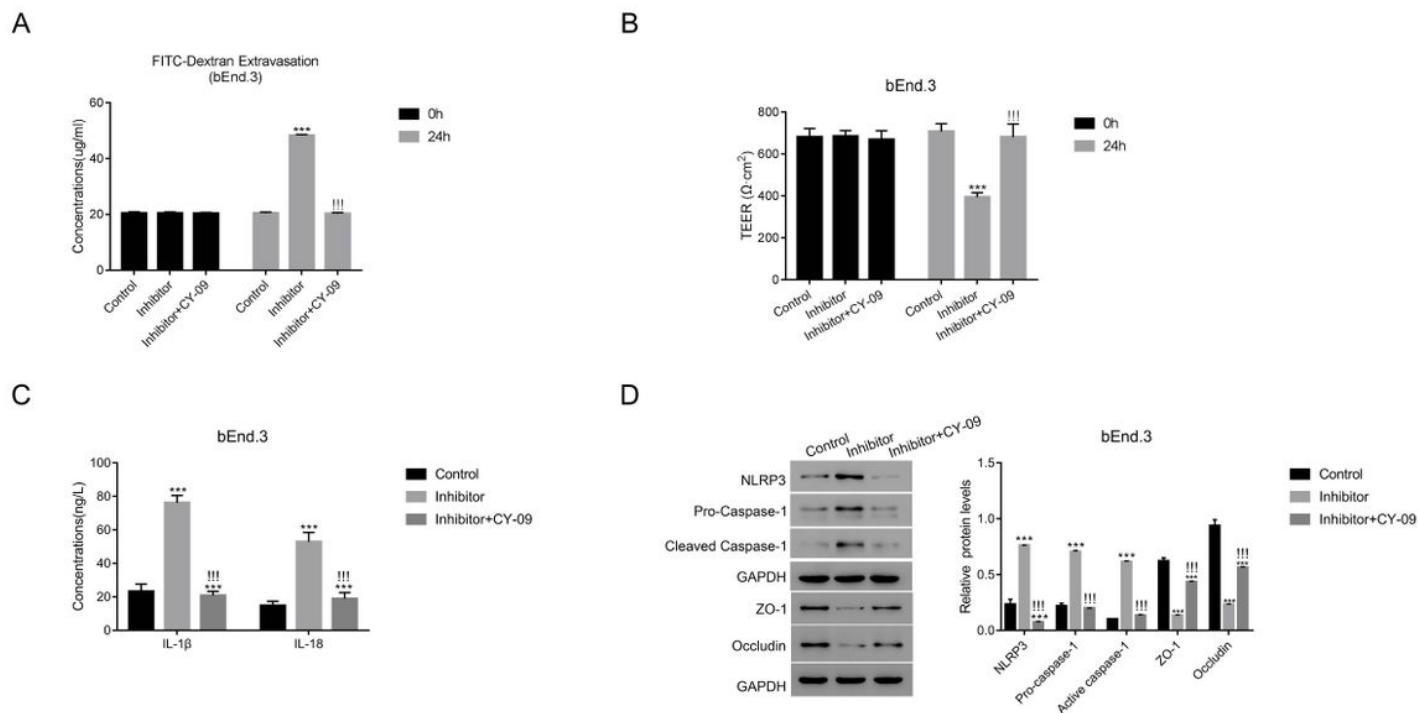 A
FITC-Dextran Extravasation
(bEnd.3)
Concentrations(ug/ml)
60
40
20
0
***
!!!
Control
Inhibitor
Inhibitor+CY-09
Control
Inhibitor
Inhibitor+CY-09
0h
24h
B
bEnd.3
TEER (Ω·cm²)
800
600
400
200
0
***
!!!
Control
Inhibitor
Inhibitor+CY-09
Control
Inhibitor
Inhibitor+CY-09
0h
24h
C
bEnd.3
Concentrations(ng/L)
100
80
60
40
20
0
***
!!!
***
***
!!!
***
IL-1β
IL-18
Control
Inhibitor
Inhibitor+CY-09
D
Control
Inhibitor
Inhibitor+CY-09
NLRP3
Pro-Caspase-1
Cleaved Caspase-1
GAPDH
ZO-1
Occludin
GAPDH
bEnd.3
Relative protein levels
1.5
1.0
0.5
0.0
***
!!!
***
***
!!!
***
!!!
***
!!!
***
***
!!!
***
NLRP3
Pro-caspase-1
Active caspase-1
ZO-1
Occludin
Control
Inhibitor
Inhibitor+CY-09